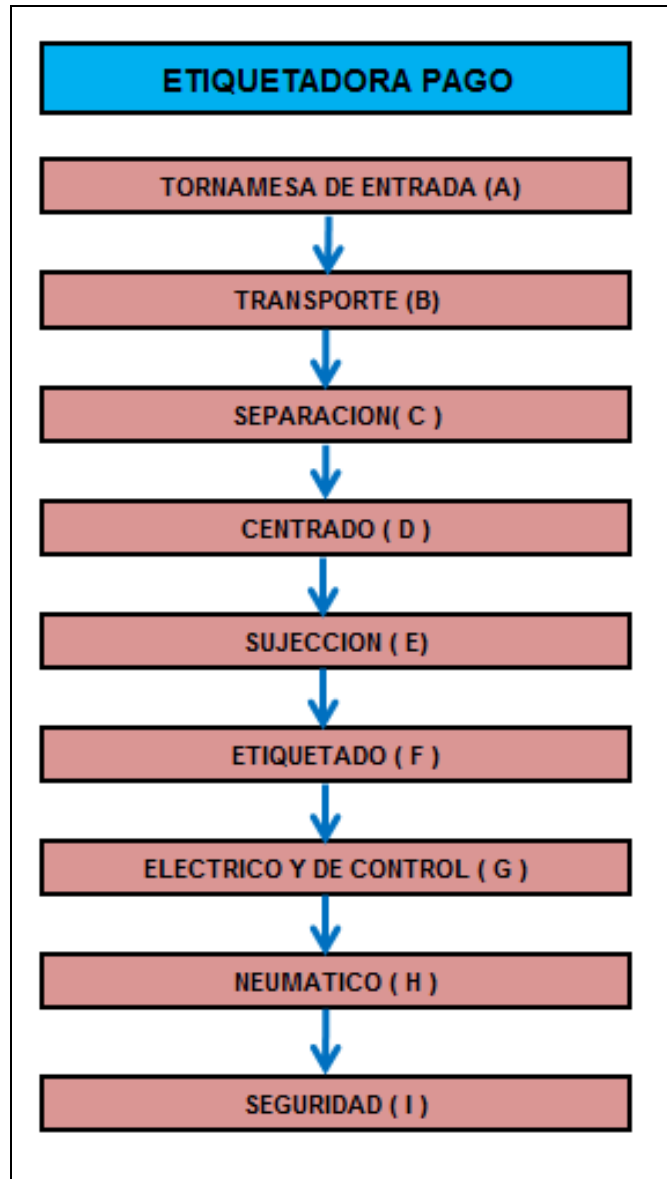 ETIQUETADORA PAGO
TORNAMESA DE ENTRADA (A)
TRANSPORTE (B)
SEPARACION( C )
CENTRADO ( D )
SUJECCION ( E)
ETIQUETADO ( F )
ELECTRICO Y DE CONTROL ( G )
NEUMATICO ( H )
SEGURIDAD ( I )